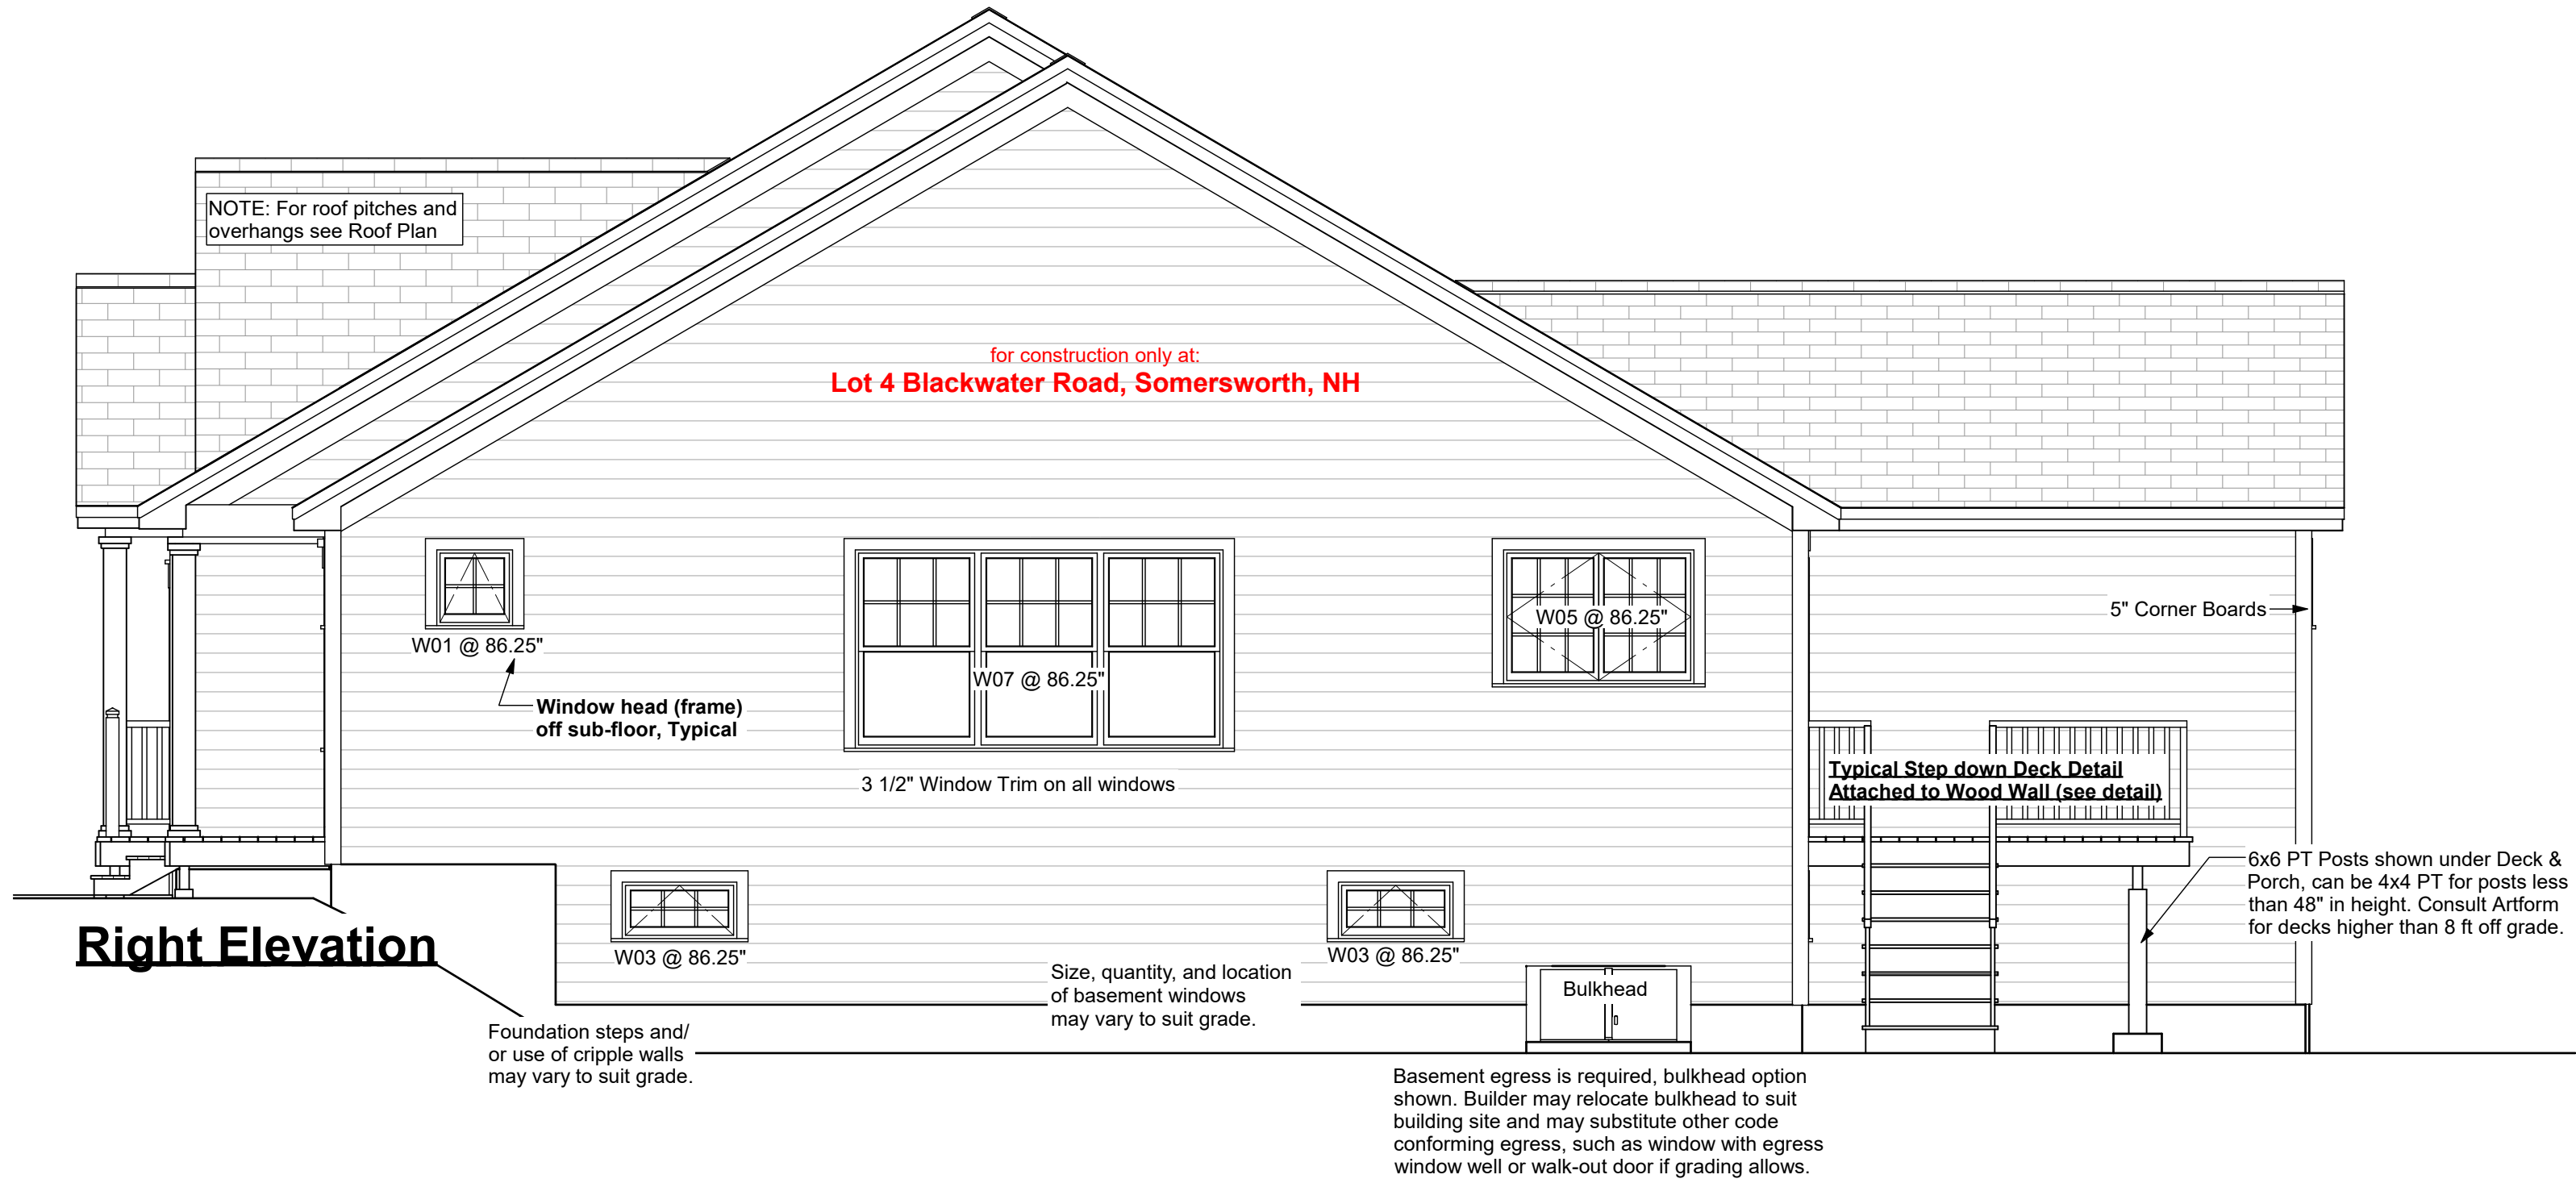 NOTE: For roof pitches and
overhangs see Roof Plan
for construction only at:
Lot 4 Blackwater Road, Somersworth, NH
W01 @ 86.25"
Window head (frame)
off sub-floor, Typical
W07 @ 86.25"
3 1/2" Window Trim on all windows
W05 @ 86.25"
5" Corner Boards
Typical Step down Deck Detail
Attached to Wood Wall (see detail)
6x6 PT Posts shown under Deck &
Porch, can be 4x4 PT for posts less
than 48" in height. Consult Artform
for decks higher than 8 ft off grade.
Right Elevation
W03 @ 86.25"
W03 @ 86.25"
Size, quantity, and location
of basement windows
may vary to suit grade.
Bulkhead
Foundation steps and/
or use of cripple walls
may vary to suit grade.
Basement egress is required, bulkhead option
shown. Builder may relocate bulkhead to suit
building site and may substitute other code
conforming egress, such as window with egress
window well or walk-out door if grading allows.